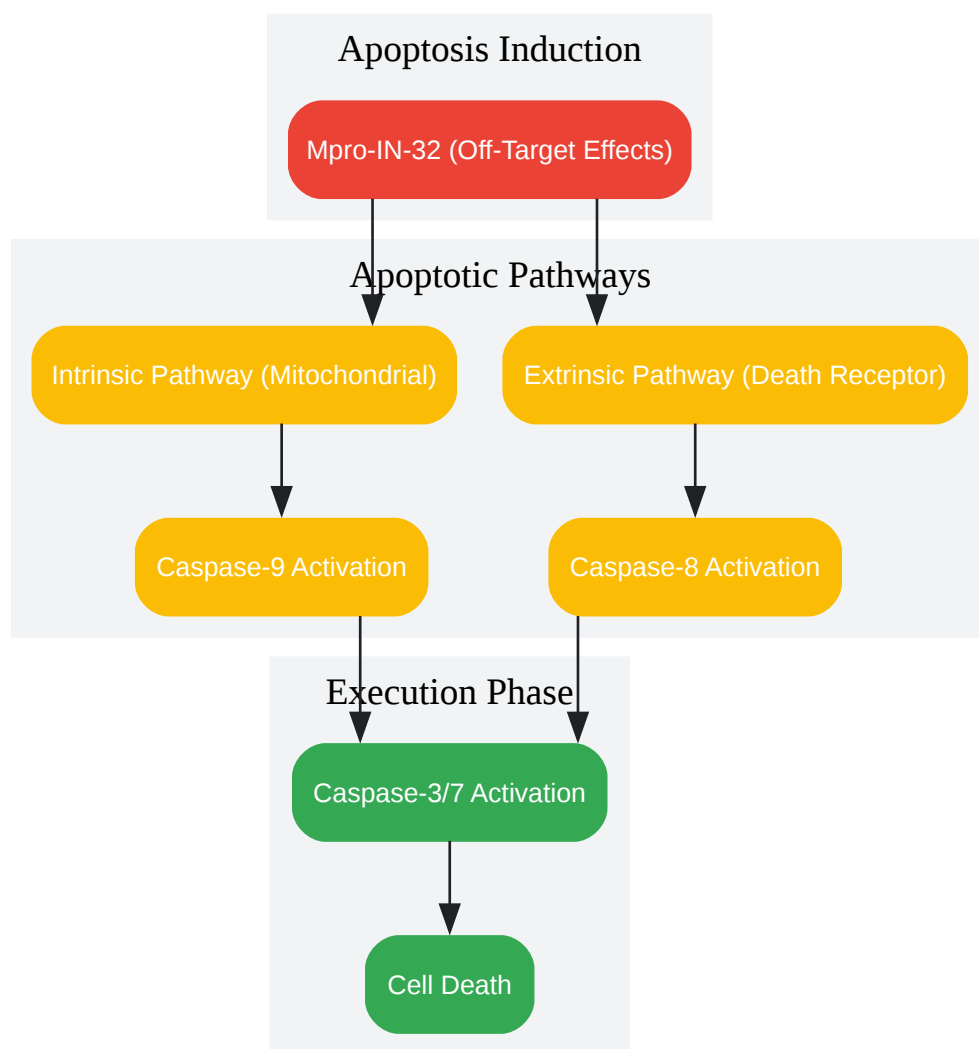 Apoptosis Induction
Mpro-IN-32 (Off-Target Effects)
Apoptotic Pathways
Intrinsic Pathway (Mitochondrial)
Extrinsic Pathway (Death Receptor)
Caspase-9 Activation
Caspase-8 Activation
Execution Phase
Caspase-3/7 Activation
Cell Death